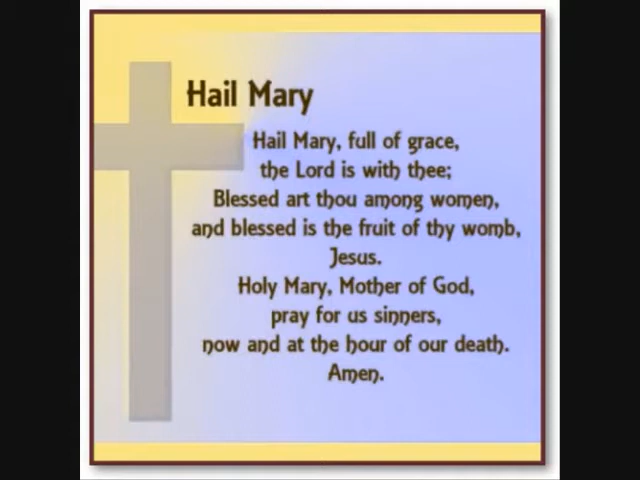 Hail Mary
Hail Mary, full of grace,
the Lord is with thee;
Blessed art thou among women,
and blessed is the fruit of thy womb,
Jesus.
Holy Mary, Mother of God,
pray for us sinners,
now and at the hour of our death.
Amen.